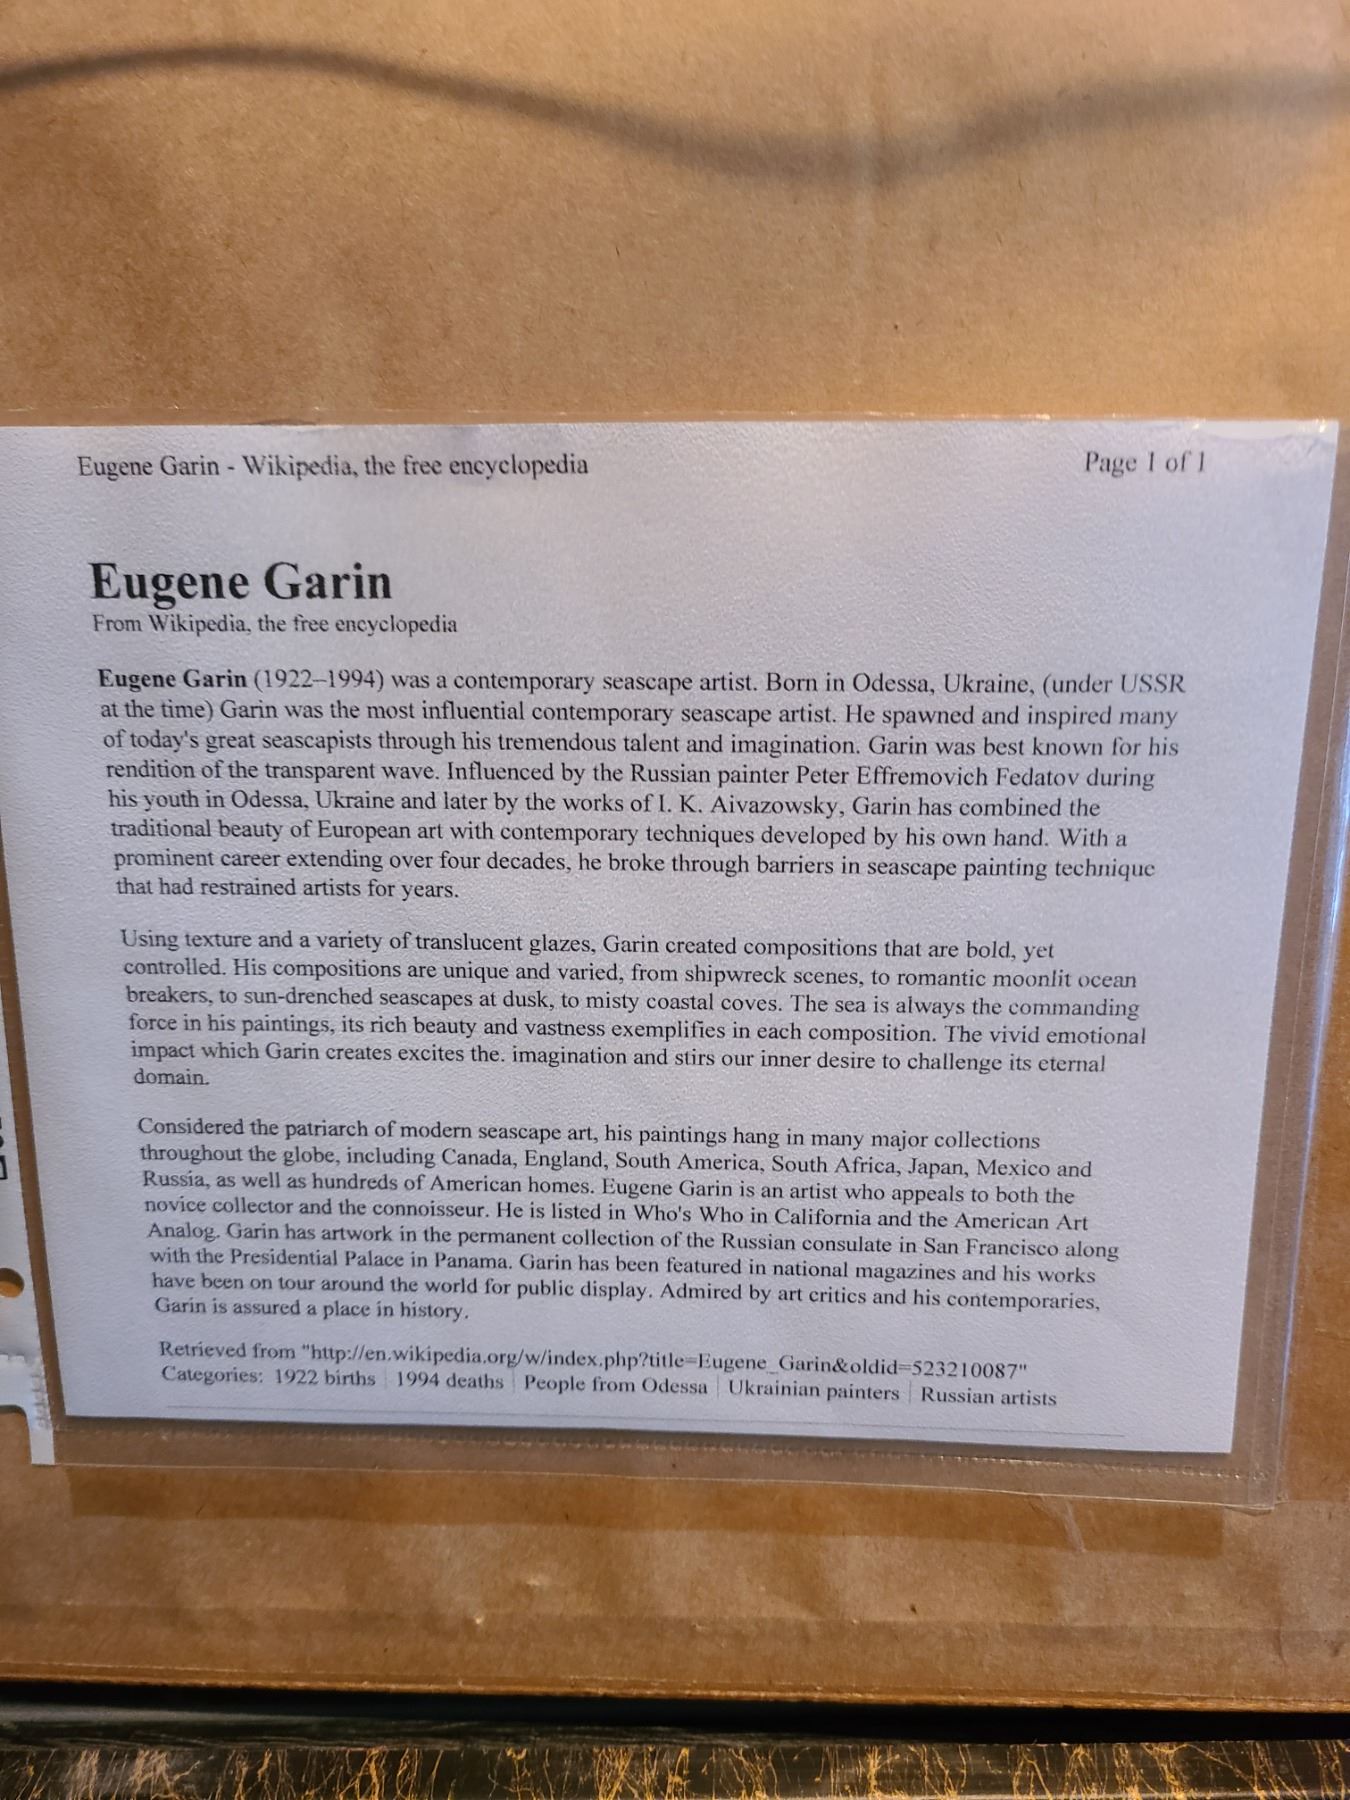 Eugene Garin - Wikipedia, the free encyclopedia Page 1 of 1
Eugene Garin
From Wikipedia, the free encyclopedia
Eugene Garin (1922–1994) was a contemporary seascape artist. Born in Odessa, Ukraine, (under USSR
at the time) Garin was the most influential contemporary seascape artist. He spawned and inspired many
of today's great seascapists through his tremendous talent and imagination. Garin was best known for his
rendition of the transparent wave. Influenced by the Russian painter Peter Effremovich Fedatov during
his youth in Odessa, Ukraine and later by the works of I. K. Aivazowsky, Garin has combined the
traditional beauty of European art with contemporary techniques developed by his own hand. With a
prominent career extending over four decades, he broke through barriers in seascape painting technique
that had restrained artists for years.
Using texture and a variety of translucent glazes, Garin created compositions that are bold, yet
controlled. His compositions are unique and varied, from shipwreck scenes, to romantic moonlit ocean
breakers, to sun-drenched seascapes at dusk, to misty coastal coves. The sea is always the commanding
force in his paintings, its rich beauty and vastness exemplifies in each composition. The vivid emotional
impact which Garin creates excites the. imagination and stirs our inner desire to challenge its eternal
domain.
Considered the patriarch of modern seascape art, his paintings hang in many major collections
throughout the globe, including Canada, England, South America, South Africa, Japan, Mexico and
Russia, as well as hundreds of American homes. Eugene Garin is an artist who appeals to both the
novice collector and the connoisseur. He is listed in Who's Who in California and the American Art
Analog. Garin has artwork in the permanent collection of the Russian consulate in San Francisco along
with the Presidential Palace in Panama. Garin has been featured in national magazines and his works
have been on tour around the world for public display. Admired by art critics and his contemporaries,
Garin is assured a place in history.
Retrieved from "http://en.wikipedia.org/w/index.php?title=Eugene_Garin&oldid=523210087"
Categories: 1922 births | 1994 deaths | People from Odessa | Ukrainian painters | Russian artists